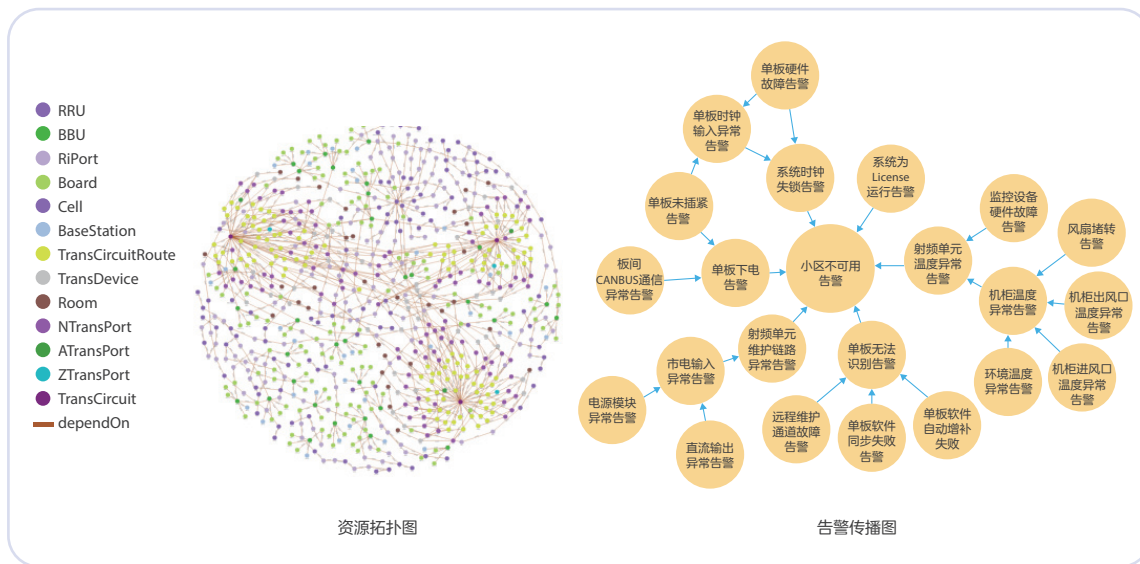 RRU
BBU
RiPort
Board
Cell
BaseStation
TransCircuitRoute
TransDevice
Room
NTransPort
ATransPort
ZTransPort
TransCircuit
dependOn
资源拓扑图
单板硬件
故障告警
单板时钟
输入异常
告警
系统时钟
失锁告警
系统为
License
运行告警
单板未插紧
告警
监控设备
硬件故障
告警
风扇堵转
告警
板间
CANBUS通信
异常告警
单板下电
告警
小区不可用
告警
射频单元
温度异常
告警
机柜温度
异常告警
机柜出风口
温度异常
告警
射频单元
维护链路
异常告警
市电输入
异常告警
单板无法
识别告警
环境温度
异常告警
机柜进风口
温度异常
告警
电源模块
异常告警
直流输出
异常告警
远程维护
通道故障
告警
单板软件
同步失败
告警
单板软件
自动增补
失败
告警传播图